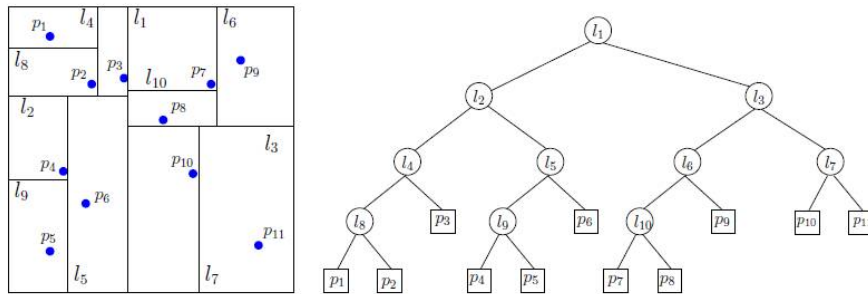 p1 l4 l1 l6
l8 p2 p3 l10 p7 p9
l2 p8
l3
p4 p10
l9 p6
p5 p11
l5 l7
l1
l2 l3
l4 l5 l6 l7
l8 p3 l9 p6 l10 p9 p10 p11
p1 p2 p4 p5 p7 p8